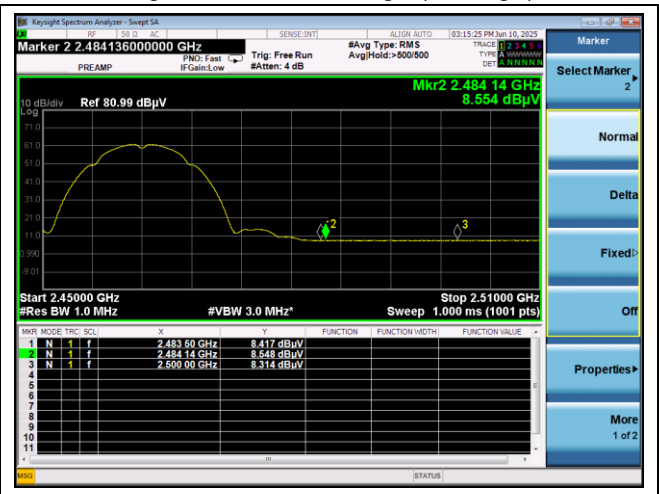 Keysight Spectrum Analyzer - Swept SA
RF 50 Ω AC SENSE:INT ALIGN AUTO 03:15:25 PM Jun 10, 2025
Marker 2 2.484136000000 GHz
PNO: Fast
IFGain:Low
Trig: Free Run
#Atten: 4 dB
#Avg Type: RMS
Avg|Hold:>500/500
TRACE 1 2 3 4 5 6
TYPE A WWWWW
DET A N N N N N
PREAMP
Mkr2 2.484 14 GHz
8.554 dBµV
10 dB/div Ref 80.99 dBµV
Log
71.0
61.0
51.0
41.0
31.0
21.0
11.0
0.990
-9.01
2
3
Start 2.45000 GHz Stop 2.51000 GHz
#Res BW 1.0 MHz #VBW 3.0 MHz* Sweep 1.000 ms (1001 pts)
MKR MODE TRC SCL X Y FUNCTION FUNCTION WIDTH FUNCTION VALUE
1 N 1 f 2.483 50 GHz 8.417 dBµV
2 N 1 f 2.484 14 GHz 8.548 dBµV
3 N 1 f 2.500 00 GHz 8.314 dBµV
4
5
6
7
8
9
10
11
MSG STATUS
Marker
Select Marker
2
Normal
Delta
Fixed
Off
Properties
More
1 of 2